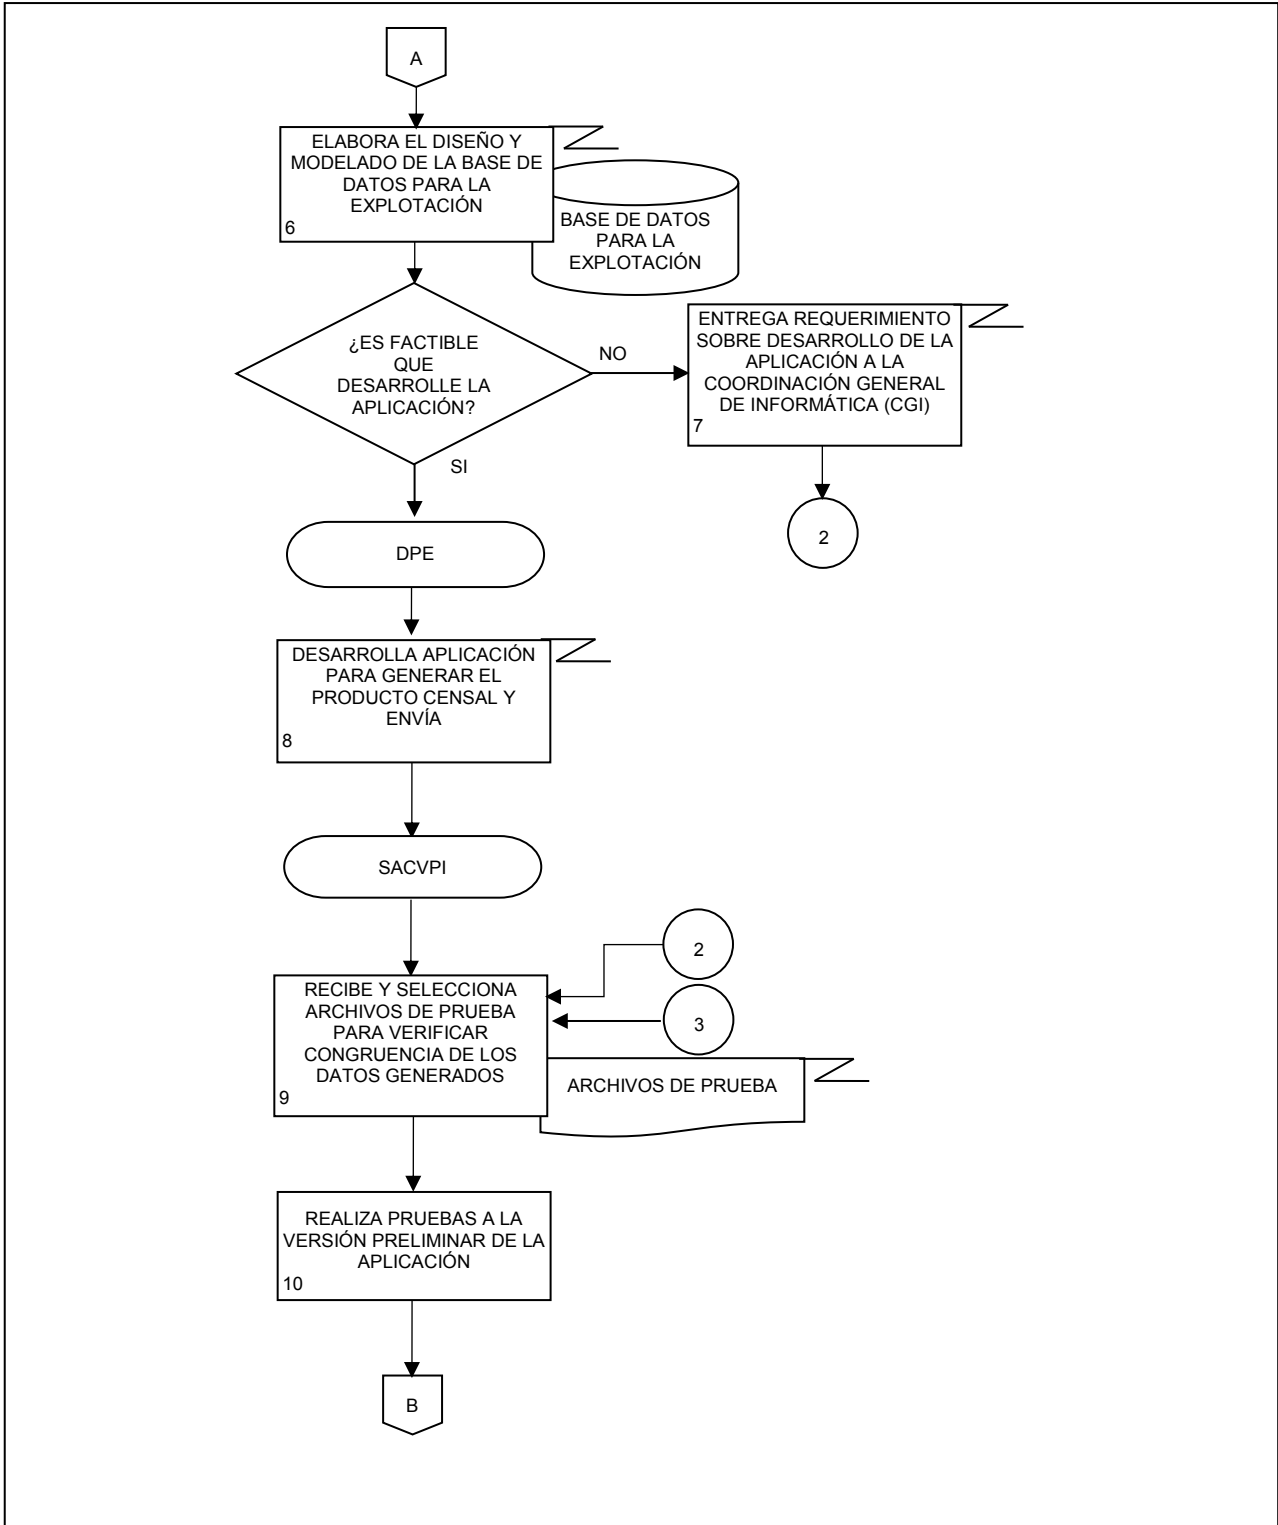 A
ELABORA EL DISEÑO Y
MODELADO DE LA BASE DE
DATOS PARA LA
EXPLOTACIÓN
6
BASE DE DATOS
PARA LA
EXPLOTACIÓN
¿ES FACTIBLE
QUE
DESARROLLE LA
APLICACIÓN?
NO
ENTREGA REQUERIMIENTO
SOBRE DESARROLLO DE LA
APLICACIÓN A LA
COORDINACIÓN GENERAL
DE INFORMÁTICA (CGI)
7
SI
2
DPE
DESARROLLA APLICACIÓN
PARA GENERAR EL
PRODUCTO CENSAL Y
ENVÍA
8
SACVPI
2
3
RECIBE Y SELECCIONA
ARCHIVOS DE PRUEBA
PARA VERIFICAR
CONGRUENCIA DE LOS
DATOS GENERADOS
9
ARCHIVOS DE PRUEBA
REALIZA PRUEBAS A LA
VERSIÓN PRELIMINAR DE LA
APLICACIÓN
10
B